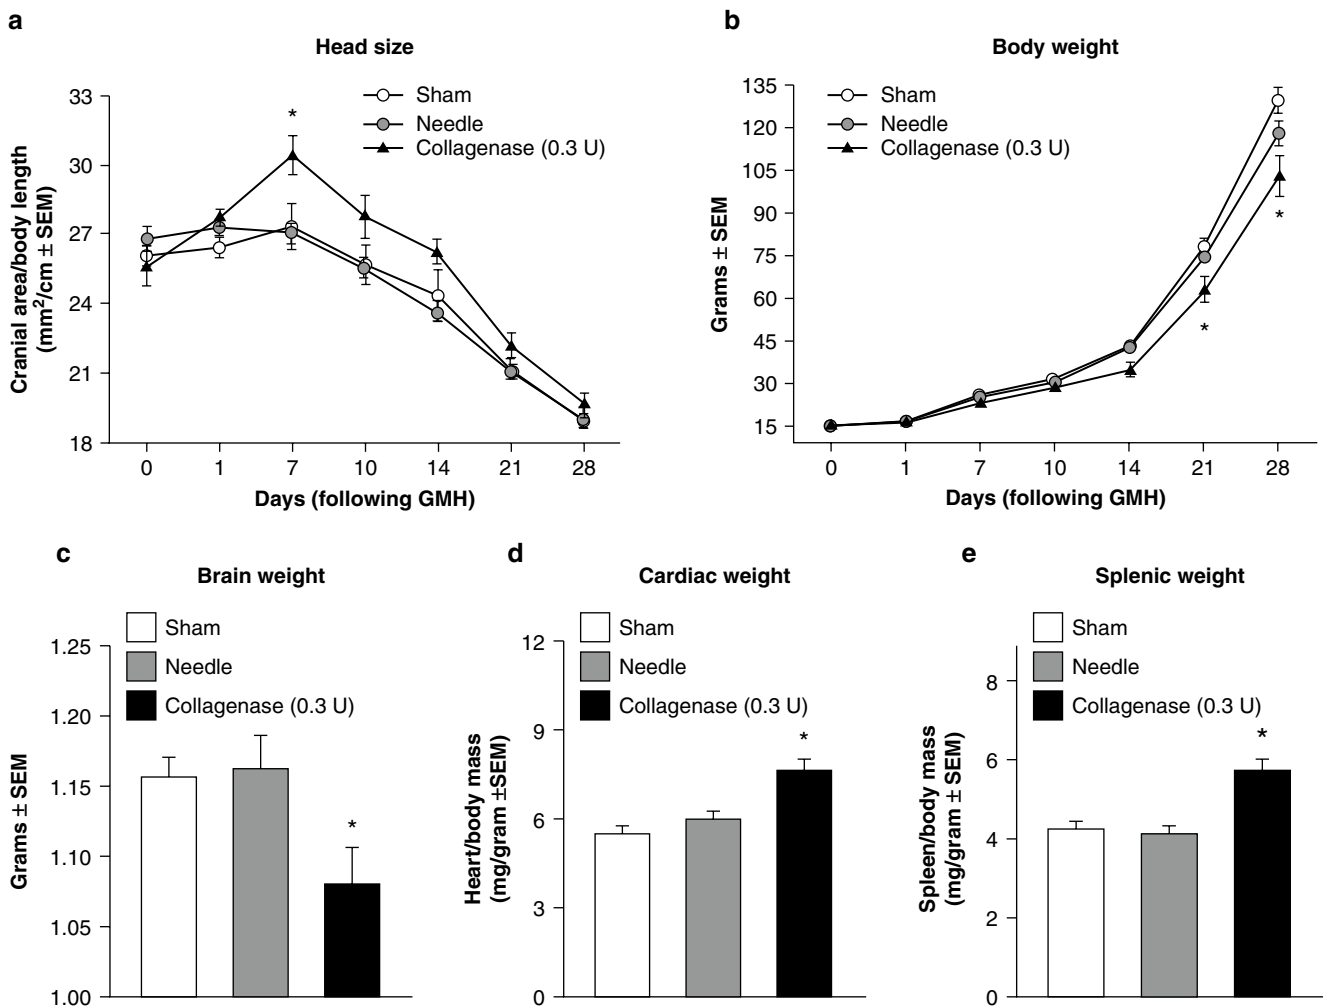 a
Head size
33
30
27
24
21
18
Cranial area/body length
(mm²/cm ± SEM)
Sham
Needle
Collagenase (0.3 U)
*
0 1 7 10 14 21 28
Days (following GMH)
b
Body weight
135
120
105
90
75
60
45
30
15
Grams ± SEM
Sham
Needle
Collagenase (0.3 U)
*
*
0 1 7 10 14 21 28
Days (following GMH)
c
Brain weight
Sham
Needle
Collagenase (0.3 U)
1.25
1.20
1.15
1.10
1.05
1.00
Grams ± SEM
*
d
Cardiac weight
Sham
Needle
Collagenase (0.3 U)
12
9
6
3
0
Heart/body mass
(mg/gram ±SEM)
*
e
Splenic weight
Sham
Needle
Collagenase (0.3 U)
8
6
4
2
0
Spleen/body mass
(mg/gram ± SEM)
*